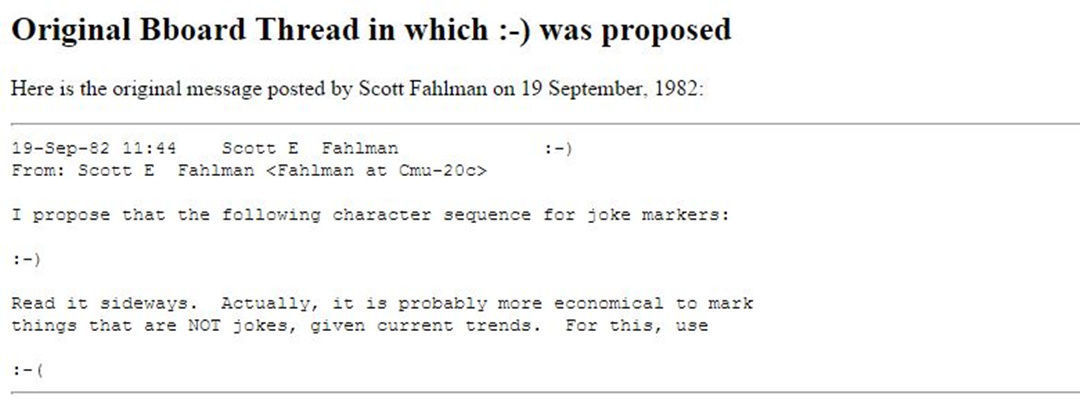 Original Bboard Thread in which :-) was proposed
Here is the original message posted by Scott Fahlman on 19 September, 1982:
19-Sep-82 11:44    Scott E  Fahlman             :-)
From: Scott E  Fahlman <Fahlman at Cmu-20c>
I propose that the following character sequence for joke markers:
:-)
Read it sideways.  Actually, it is probably more economical to mark
things that are NOT jokes, given current trends.  For this, use
:-(